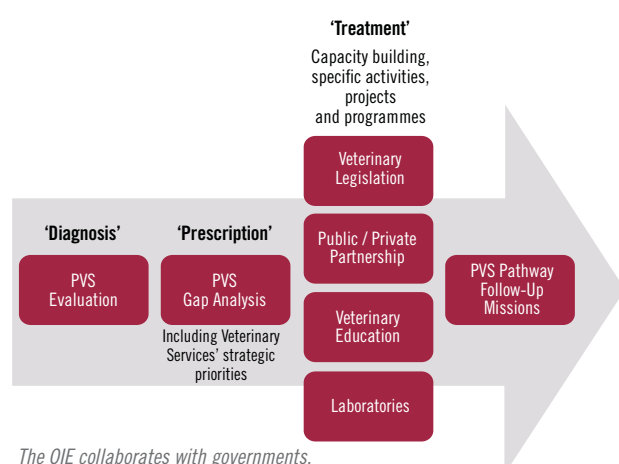 ‘Treatment’
Capacity building,
specific activities,
projects
and programmes
Veterinary
Legislation
‘Diagnosis’
PVS
Evaluation
‘Prescription’
PVS
Gap Analysis
Including Veterinary
Services’ strategic
priorities
Public / Private
Partnership
Veterinary
Education
Laboratories
PVS Pathway
Follow-Up
Missions
The OIE collaborates with governments,